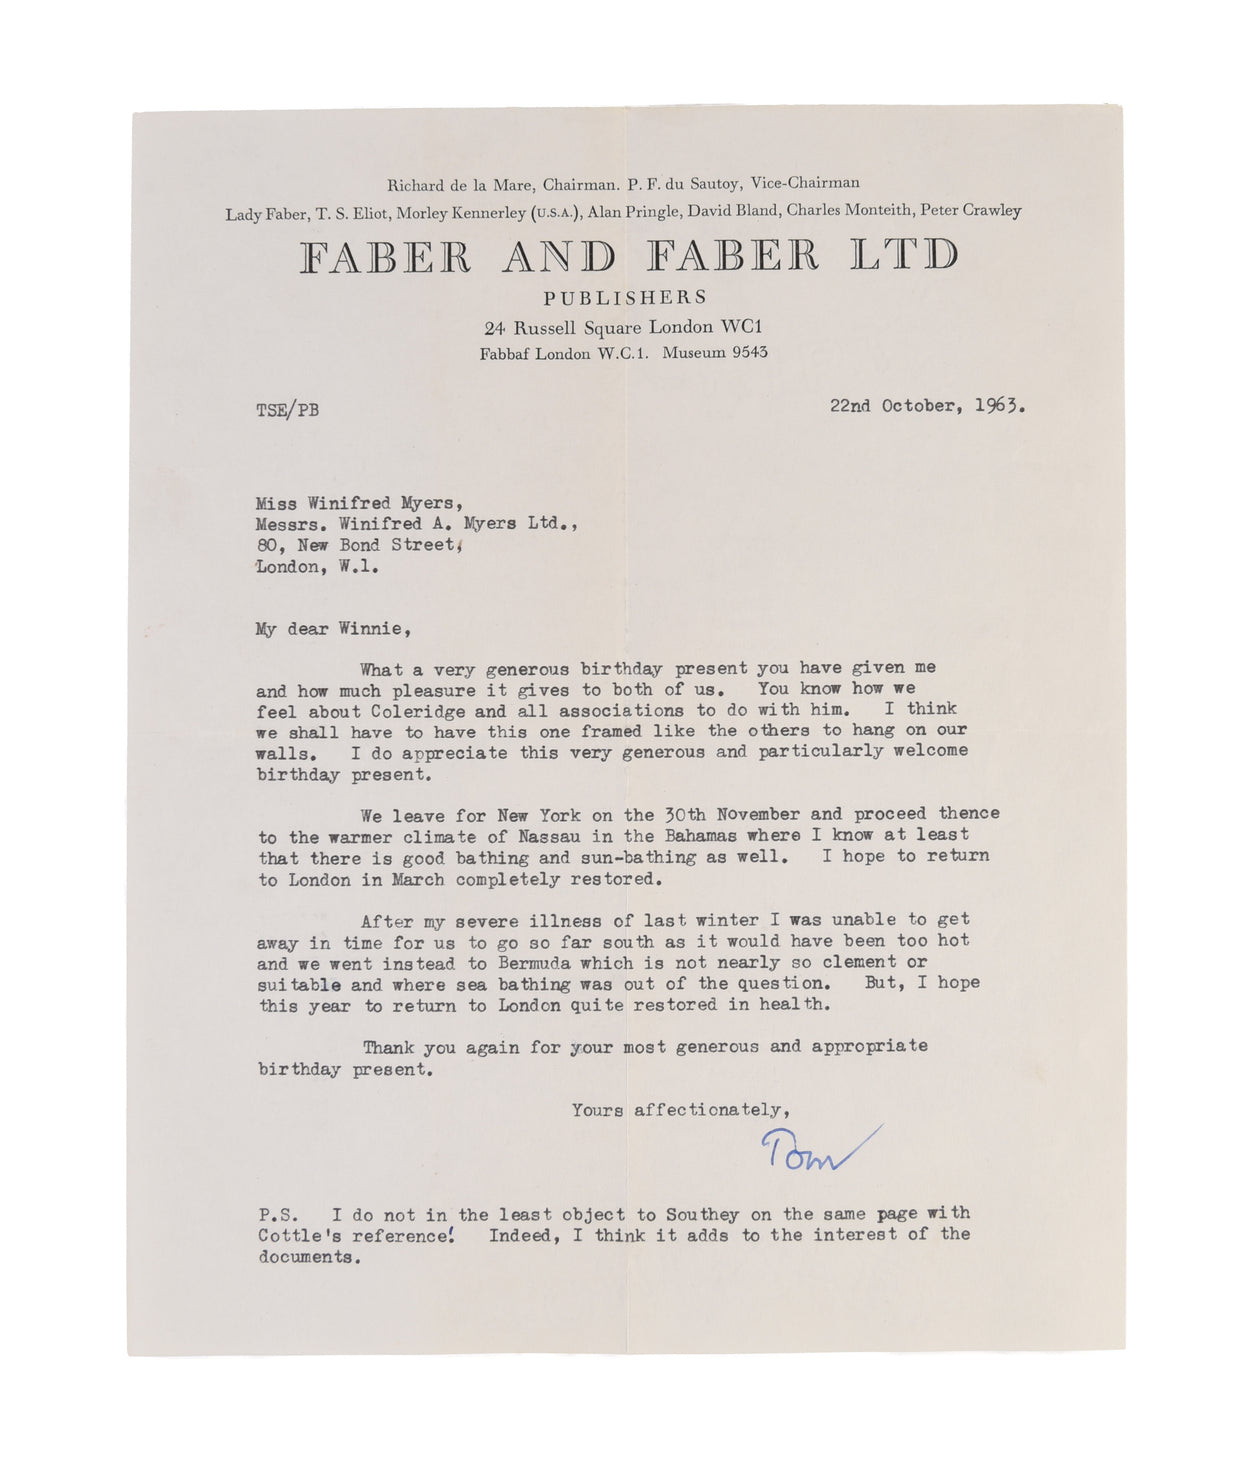 Richard de la Mare, Chairman. P. F. du Sautoy, Vice-Chairman
Lady Faber, T. S. Eliot, Morley Kennerley (U.S.A.), Alan Pringle, David Bland, Charles Monteith, Peter Crawley
FABER AND FABER LTD
PUBLISHERS
24 Russell Square London WC1
Fabbaf London W.C.1. Museum 9543
TSE/PB 22nd October, 1963.
Miss Winifred Myers,
Messrs. Winifred A. Myers Ltd.,
80, New Bond Street,
London, W.1.
My dear Winnie,
What a very generous birthday present you have given me
and how much pleasure it gives to both of us. You know how we
feel about Coleridge and all associations to do with him. I think
we shall have to have this one framed like the others to hang on our
walls. I do appreciate this very generous and particularly welcome
birthday present.
We leave for New York on the 30th November and proceed thence
to the warmer climate of Nassau in the Bahamas where I know at least
that there is good bathing and sun-bathing as well. I hope to return
to London in March completely restored.
After my severe illness of last winter I was unable to get
away in time for us to go so far south as it would have been too hot
and we went instead to Bermuda which is not nearly so clement or
suitable and where sea bathing was out of the question. But, I hope
this year to return to London quite restored in health.
Thank you again for your most generous and appropriate
birthday present.
Yours affectionately,
Tom
P.S. I do not in the least object to Southey on the same page with
Cottle's reference! Indeed, I think it adds to the interest of the
documents.